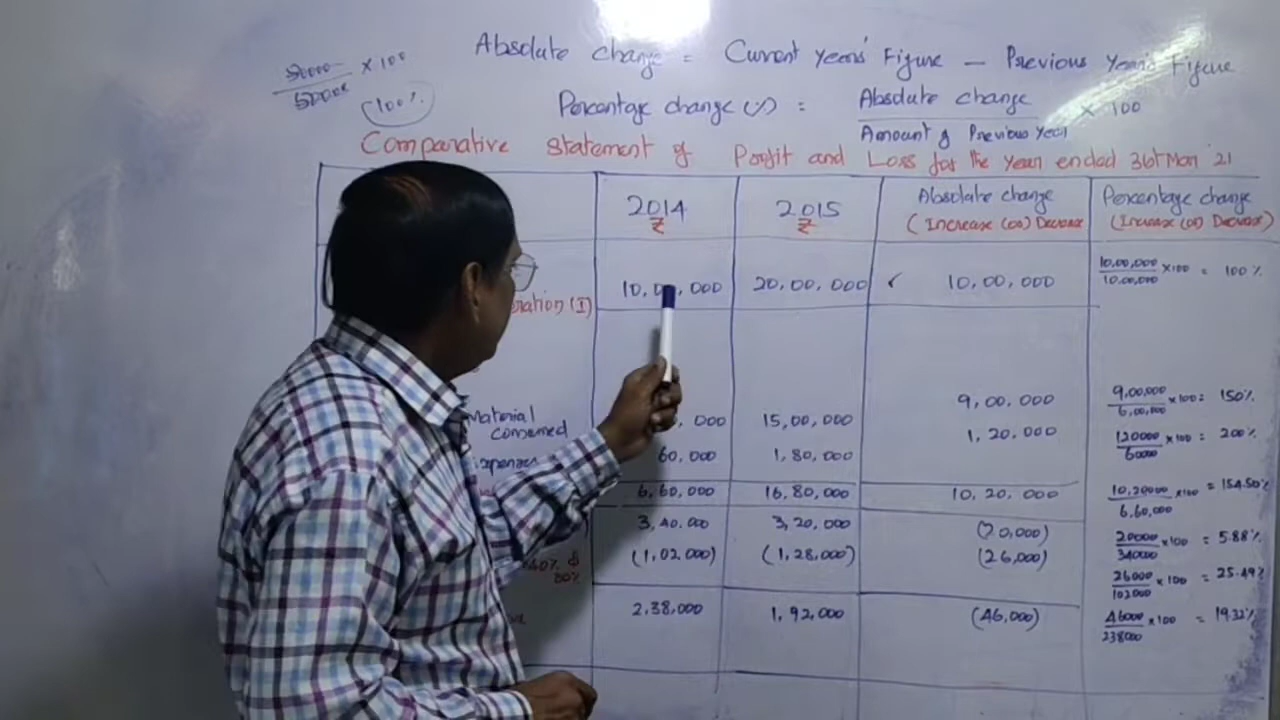 Absolute change = Current Years' Figure – Previous Year's Figure
50000 × 100
50000
100%
Percentage change (%) = Absolute change × 100
Amount of Previous Year
Comparative statement of Profit and Loss for the Year ended 31st Mar '21
2014 2015 Absolute change Percentage change
₹ ₹ (Increase (or) Decrease (Increase (or) Decrease)
10,00,000 20,00,000 ✓ 10,00,000 10,00,000/10,00,000 ×100 = 100%
eration (I)
Material consumed ,000 15,00,000 9,00,000 9,00,000/6,00,000 ×100 = 150%
Expenses 60,000 1,80,000 1,20,000 120000/60000 ×100 = 200%
6,60,000 16,80,000 10,20,000 10,20000/6,60,000 ×100 = 154.50%
3,40,000 3,20,000 (20,000) 20000/340000 ×100 = 5.88%
40% (1,02,000) (1,28,000) (26,000) 26000/102000 ×100 = 25.49%
2,38,000 1,92,000 (46,000) 46000/238000 ×100 = 19.32%